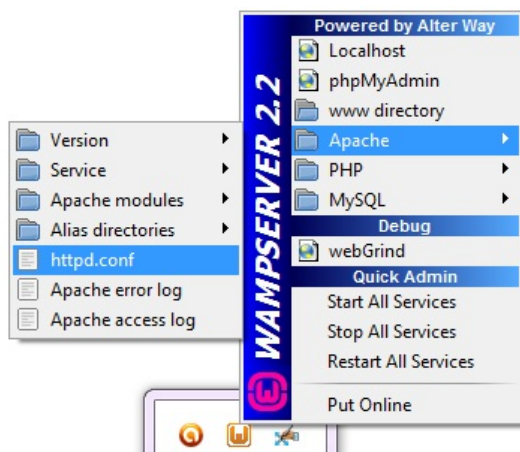 Powered by Alter Way
Localhost
phpMyAdmin
www directory
Apache
PHP
MySQL
Debug
webGrind
Quick Admin
Start All Services
Stop All Services
Restart All Services
Put Online
WAMPSERVER 2.2
Version
Service
Apache modules
Alias directories
httpd.conf
Apache error log
Apache access log